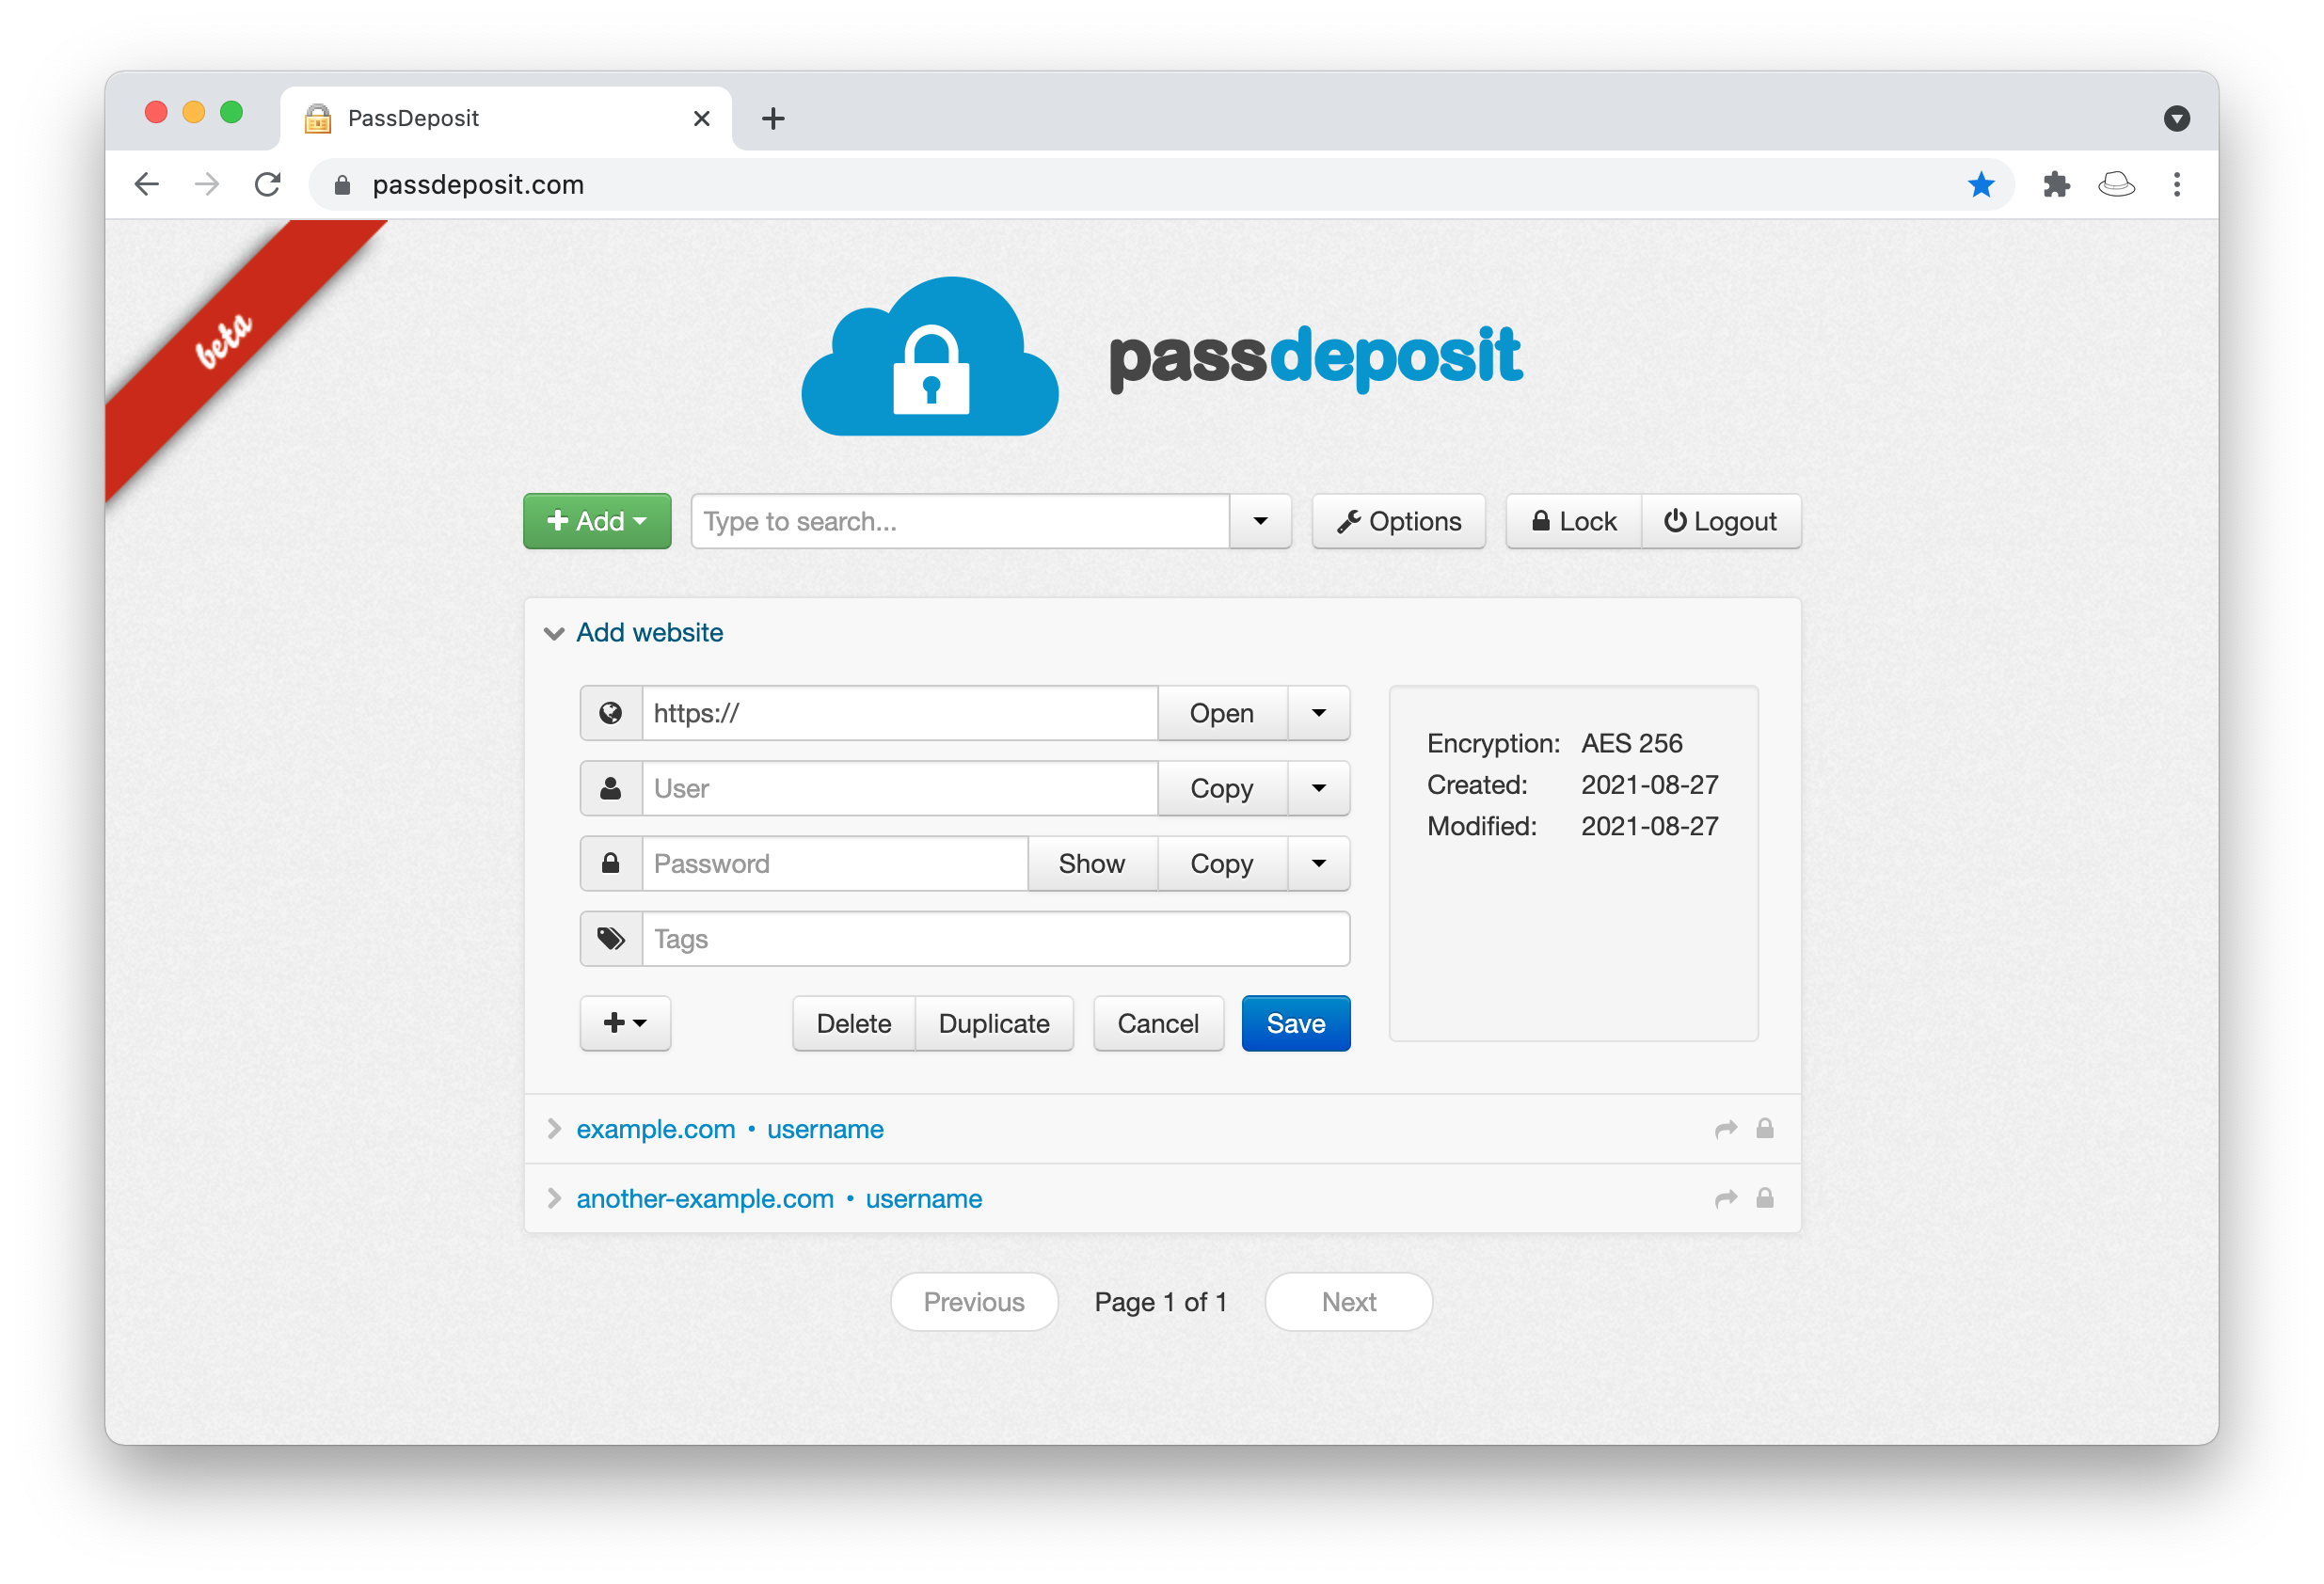 PassDeposit
passdeposit.com
beta
passdeposit
Add
Type to search...
Options
Lock
Logout
Add website
https://
Open
User
Copy
Password
Show
Copy
Tags
Delete
Duplicate
Cancel
Save
Encryption: AES 256
Created: 2021-08-27
Modified: 2021-08-27
example.com • username
another-example.com • username
Previous
Page 1 of 1
Next